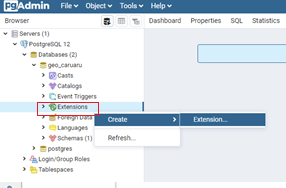 pgAdmin File Object Tools Help
Browser Dashboard Properties SQL Statistics
Servers (1)
PostgreSQL 12
Databases (2)
geo_caruaru
Casts
Catalogs
Event Triggers
Extensions
Create Extension...
Foreign Data
Refresh...
Languages
Schemas (1)
postgres
Login/Group Roles
Tablespaces